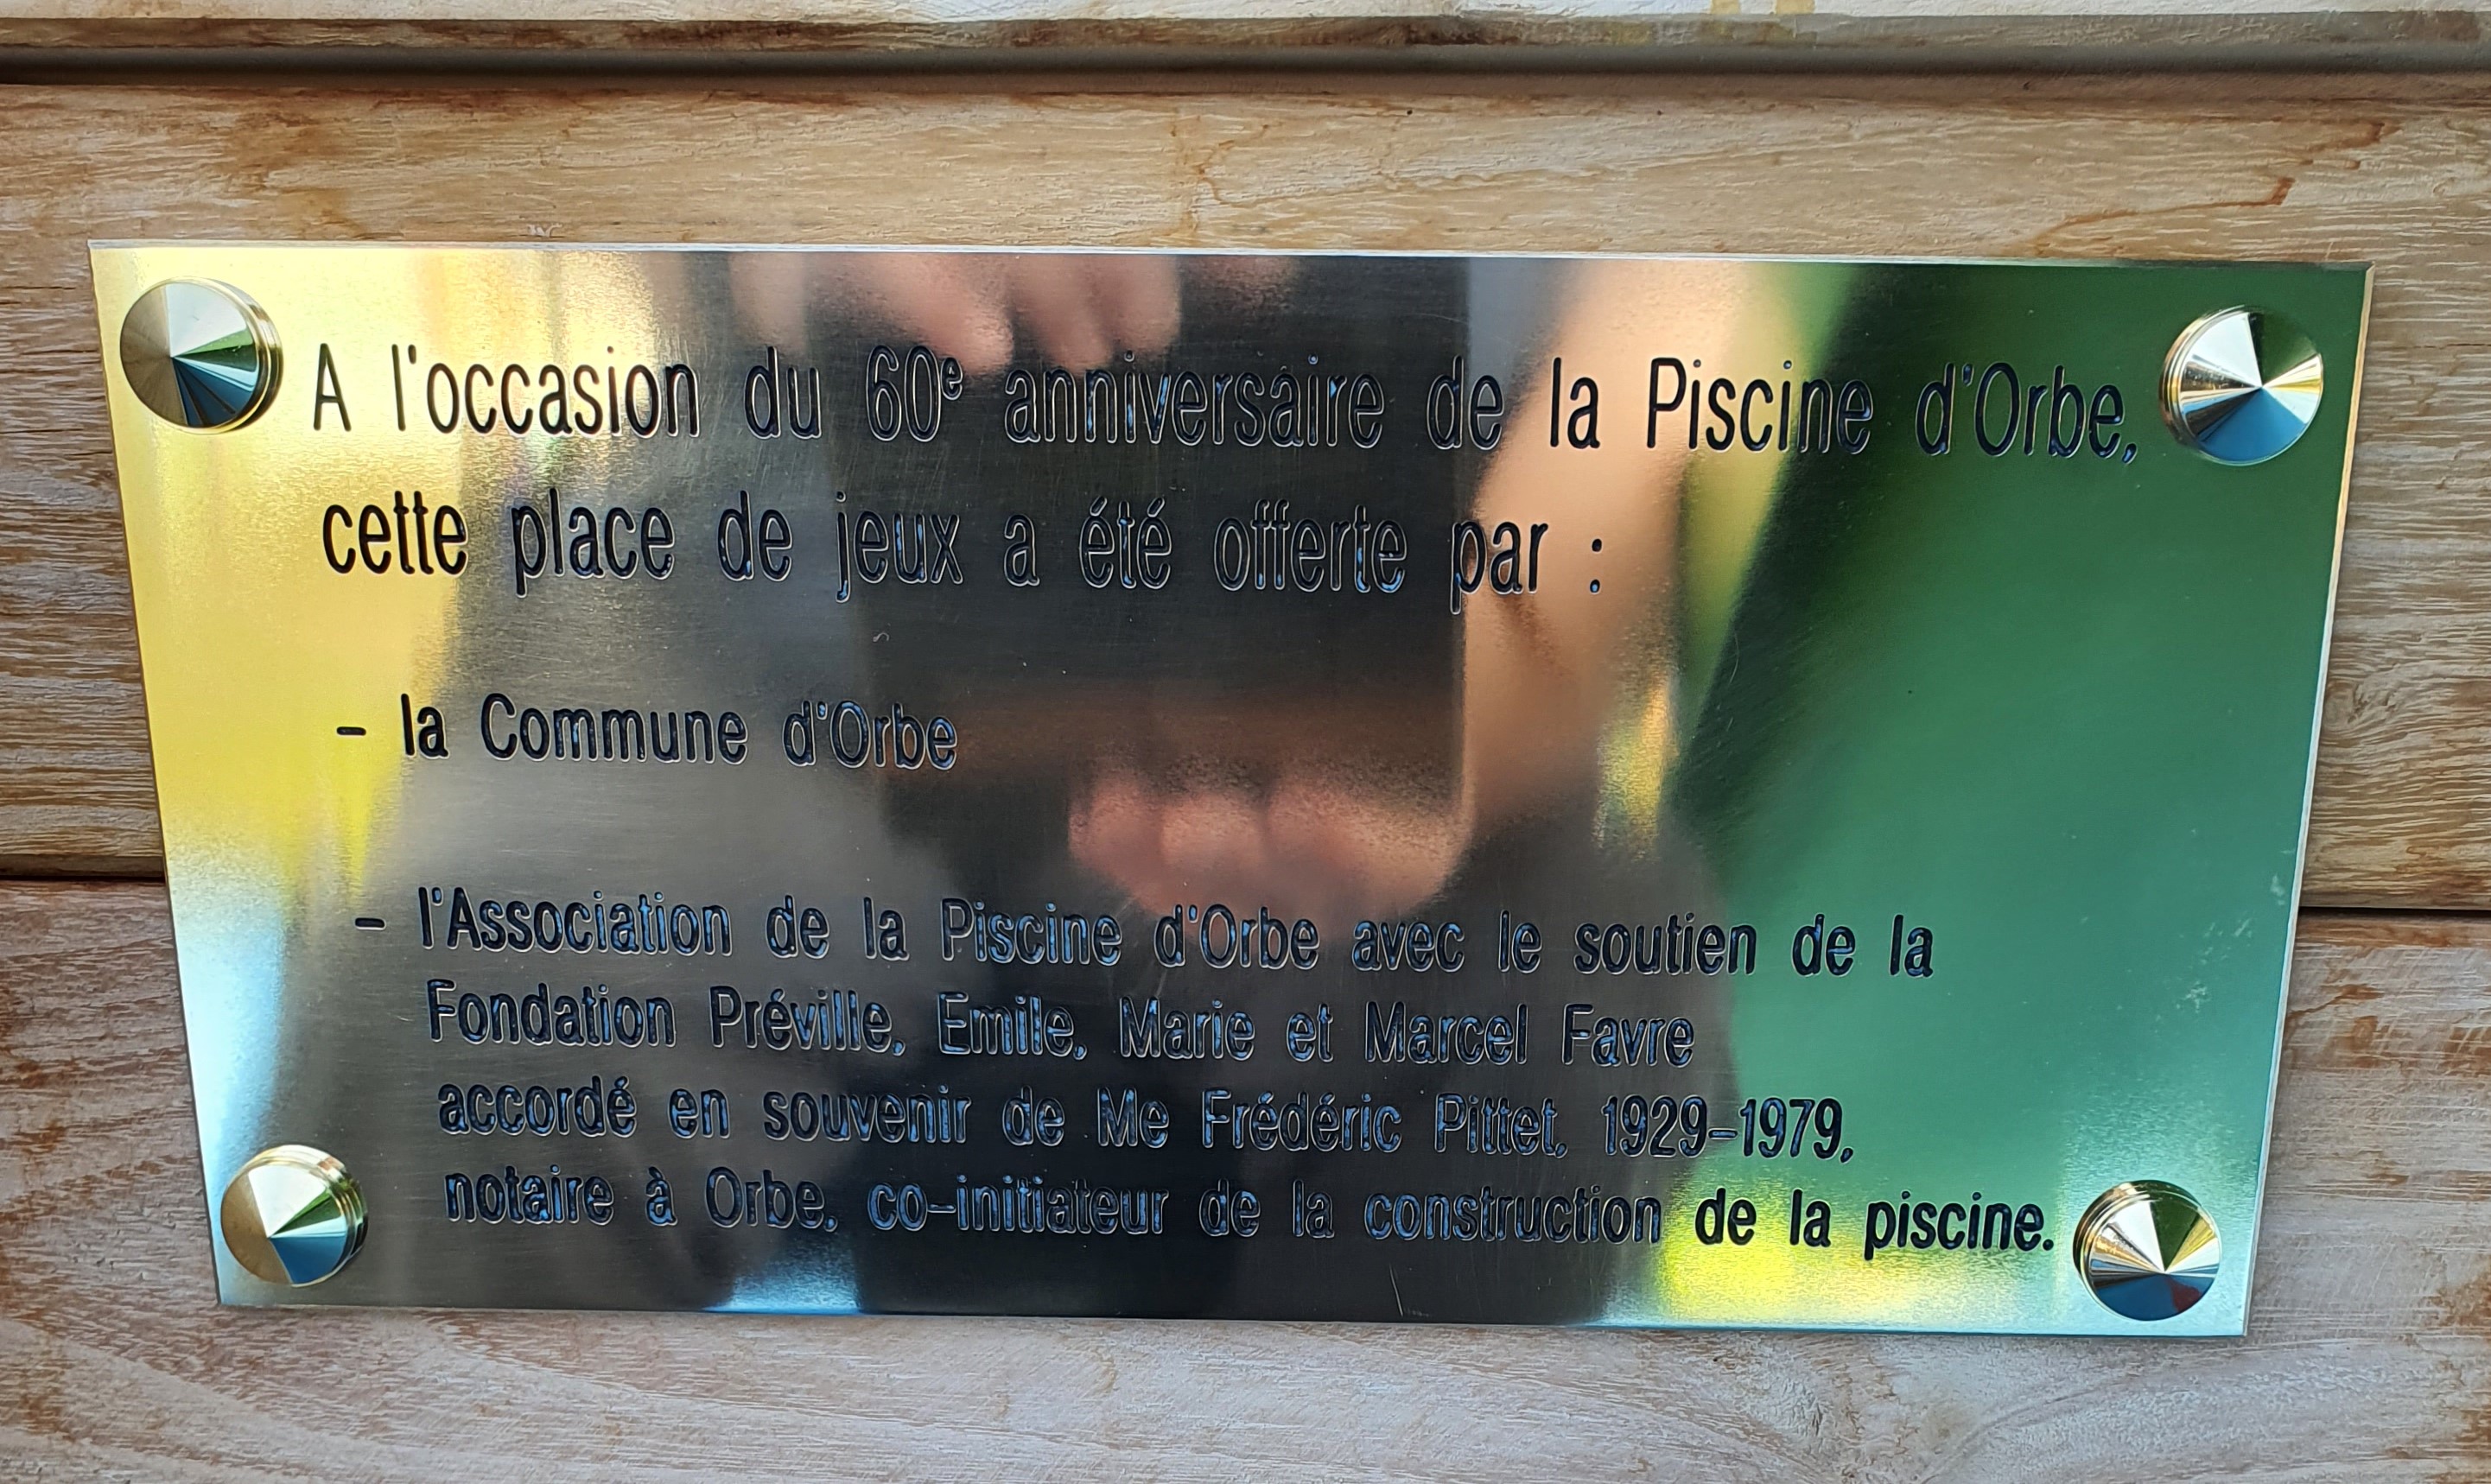 A l'occasion du 60e anniversaire de la Piscine d'Orbe,
cette place de jeux a été offerte par :
– la Commune d'Orbe
– l'Association de la Piscine d'Orbe avec le soutien de la
Fondation Préville, Emile, Marie et Marcel Favre
accordé en souvenir de Me Frédéric Pittet, 1929–1979,
notaire à Orbe, co–initiateur de la construction de la piscine.